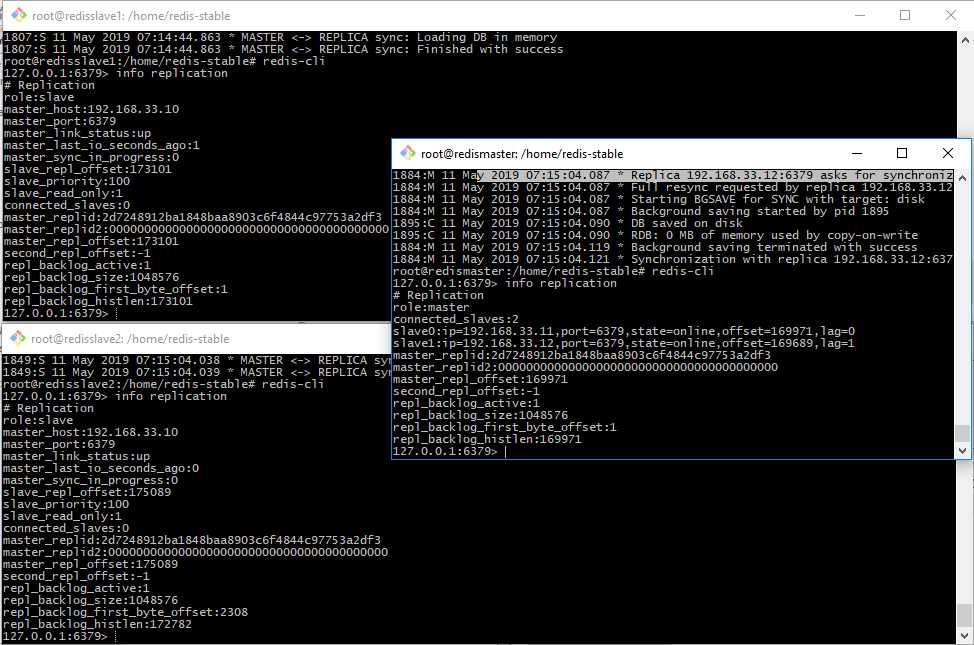 root@redisslave1: /home/redis-stable
1807:S 11 May 2019 07:14:44.863 * MASTER <-> REPLICA sync: Loading DB in memory
1807:S 11 May 2019 07:14:44.863 * MASTER <-> REPLICA sync: Finished with success
root@redisslave1:/home/redis-stable# redis-cli
127.0.0.1:6379> info replication
# Replication
role:slave
master_host:192.168.33.10
master_port:6379
master_link_status:up
master_last_io_seconds_ago:1
master_sync_in_progress:0
slave_repl_offset:173101
slave_priority:100
slave_read_only:1
connected_slaves:0
master_replid:2d7248912ba1848baa8903c6f4844c97753a2df3
master_replid2:0000000000000000000000000000000000000000
master_repl_offset:173101
second_repl_offset:-1
repl_backlog_active:1
repl_backlog_size:1048576
repl_backlog_first_byte_offset:1
repl_backlog_histlen:173101
127.0.0.1:6379>
root@redismaster: /home/redis-stable
1884:M 11 May 2019 07:15:04.087 * Replica 192.168.33.12:6379 asks for synchroniz
1884:M 11 May 2019 07:15:04.087 * Full resync requested by replica 192.168.33.12
1884:M 11 May 2019 07:15:04.087 * Starting BGSAVE for SYNC with target: disk
1884:M 11 May 2019 07:15:04.087 * Background saving started by pid 1895
1895:C 11 May 2019 07:15:04.090 * DB saved on disk
1895:C 11 May 2019 07:15:04.090 * RDB: 0 MB of memory used by copy-on-write
1884:M 11 May 2019 07:15:04.119 * Background saving terminated with success
1884:M 11 May 2019 07:15:04.121 * Synchronization with replica 192.168.33.12:637
root@redismaster:/home/redis-stable# redis-cli
127.0.0.1:6379> info replication
# Replication
role:master
connected_slaves:2
slave0:ip=192.168.33.11,port=6379,state=online,offset=169971,lag=0
slave1:ip=192.168.33.12,port=6379,state=online,offset=169689,lag=1
master_replid:2d7248912ba1848baa8903c6f4844c97753a2df3
master_replid2:0000000000000000000000000000000000000000
master_repl_offset:169971
second_repl_offset:-1
repl_backlog_active:1
repl_backlog_size:1048576
repl_backlog_first_byte_offset:1
repl_backlog_histlen:169971
127.0.0.1:6379>
root@redisslave2: /home/redis-stable
1849:S 11 May 2019 07:15:04.038 * MASTER <-> REPLICA syn
1849:S 11 May 2019 07:15:04.039 * MASTER <-> REPLICA syn
root@redisslave2:/home/redis-stable# redis-cli
127.0.0.1:6379> info replication
# Replication
role:slave
master_host:192.168.33.10
master_port:6379
master_link_status:up
master_last_io_seconds_ago:0
master_sync_in_progress:0
slave_repl_offset:175089
slave_priority:100
slave_read_only:1
connected_slaves:0
master_replid:2d7248912ba1848baa8903c6f4844c97753a2df3
master_replid2:0000000000000000000000000000000000000000
master_repl_offset:175089
second_repl_offset:-1
repl_backlog_active:1
repl_backlog_size:1048576
repl_backlog_first_byte_offset:2308
repl_backlog_histlen:172782
127.0.0.1:6379>